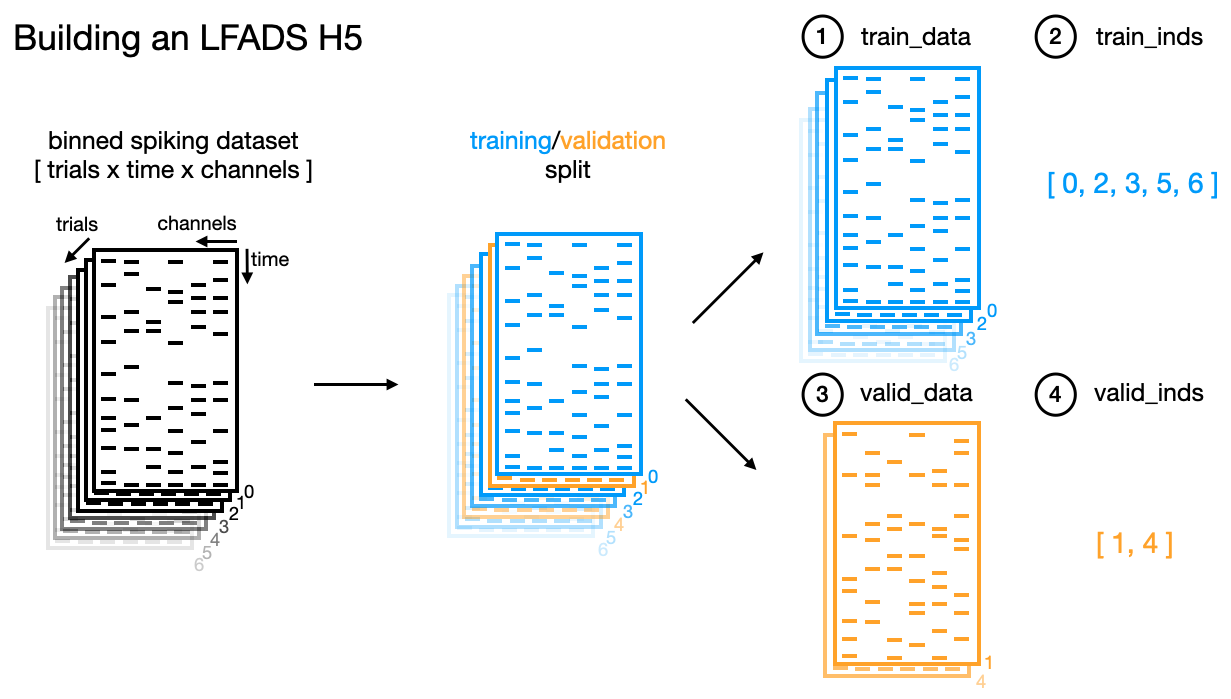 Building an LFADS H5
binned spiking dataset
[ trials x time x channels ]
trials
channels
time
0
1
2
3
4
5
6
training/validation
split
0
1
2
3
4
5
6
1 train_data
0
2
3
5
6
2 train_inds
[ 0, 2, 3, 5, 6 ]
3 valid_data
1
4
4 valid_inds
[ 1, 4 ]